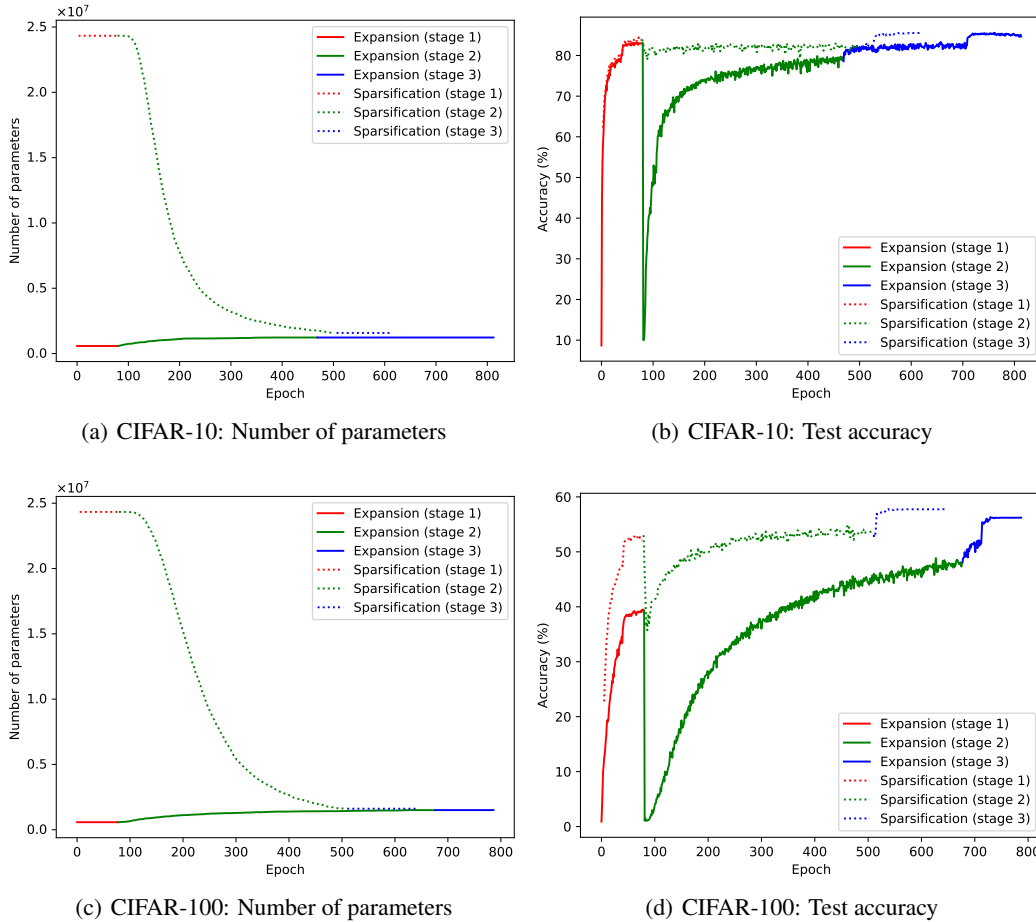 ×10⁷
2.5
2.0
1.5
1.0
0.5
0.0
Number of parameters
0 100 200 300 400 500 600 700 800
Epoch
Expansion (stage 1)
Expansion (stage 2)
Expansion (stage 3)
Sparsification (stage 1)
Sparsification (stage 2)
Sparsification (stage 3)
(a) CIFAR-10: Number of parameters
80
70
60
50
40
30
20
10
Accuracy (%)
0 100 200 300 400 500 600 700 800
Epoch
Expansion (stage 1)
Expansion (stage 2)
Expansion (stage 3)
Sparsification (stage 1)
Sparsification (stage 2)
Sparsification (stage 3)
(b) CIFAR-10: Test accuracy
×10⁷
2.5
2.0
1.5
1.0
0.5
0.0
Number of parameters
0 100 200 300 400 500 600 700 800
Epoch
Expansion (stage 1)
Expansion (stage 2)
Expansion (stage 3)
Sparsification (stage 1)
Sparsification (stage 2)
Sparsification (stage 3)
(c) CIFAR-100: Number of parameters
60
50
40
30
20
10
0
Accuracy (%)
0 100 200 300 400 500 600 700 800
Epoch
Expansion (stage 1)
Expansion (stage 2)
Expansion (stage 3)
Sparsification (stage 1)
Sparsification (stage 2)
Sparsification (stage 3)
(d) CIFAR-100: Test accuracy